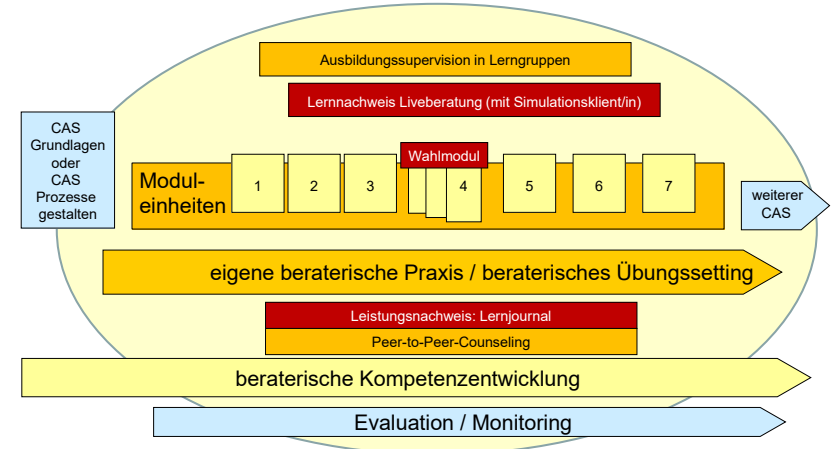 Ausbildungssupervision in Lerngruppen
Lernnachweis Liveberatung (mit Simulationsklient/in)
CAS
Grundlagen
oder
CAS
Prozesse
gestalten
Wahlmodul
Modul-
einheiten
1
2
3
4
5
6
7
weiterer
CAS
eigene beraterische Praxis / beraterisches Übungssetting
Leistungsnachweis: Lernjournal
Peer-to-Peer-Counseling
beraterische Kompetenzentwicklung
Evaluation / Monitoring